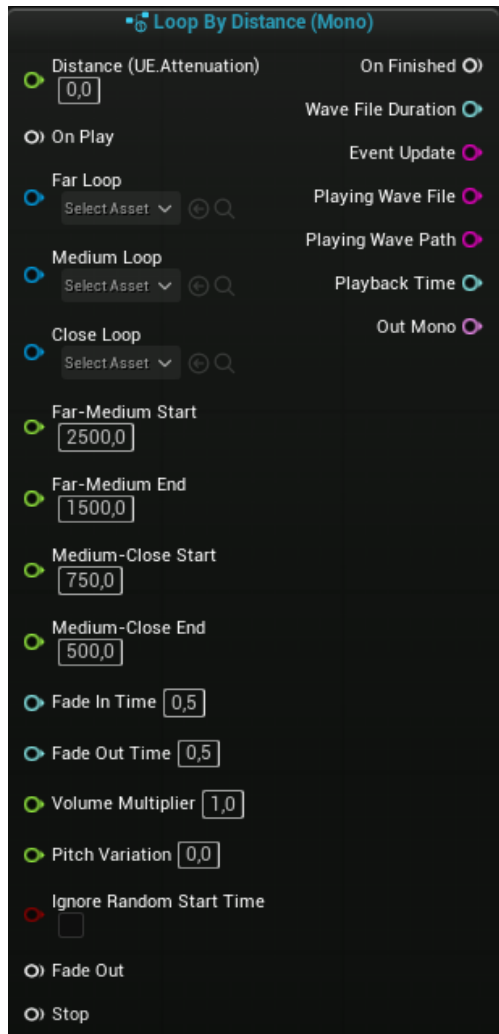 Loop By Distance (Mono)
Distance (UE.Attenuation)
0,0
On Play
Far Loop
Select Asset
Medium Loop
Select Asset
Close Loop
Select Asset
Far-Medium Start
2500,0
Far-Medium End
1500,0
Medium-Close Start
750,0
Medium-Close End
500,0
Fade In Time 0,5
Fade Out Time 0,5
Volume Multiplier 1,0
Pitch Variation 0,0
Ignore Random Start Time
Fade Out
Stop
On Finished
Wave File Duration
Event Update
Playing Wave File
Playing Wave Path
Playback Time
Out Mono